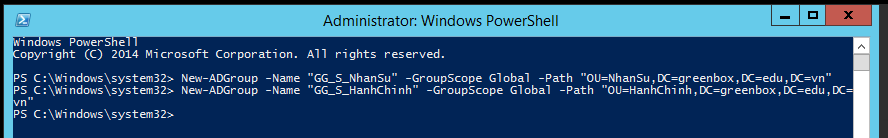 Administrator: Windows PowerShell
Windows PowerShell
Copyright (C) 2014 Microsoft Corporation. All rights reserved.
PS C:\Windows\system32> New-ADGroup -Name "GG_S_NhanSu" -GroupScope Global -Path "OU=NhanSu,DC=greenbox,DC=edu,DC=vn"
PS C:\Windows\system32> New-ADGroup -Name "GG_S_HanhChinh" -GroupScope Global -Path "OU=HanhChinh,DC=greenbox,DC=edu,DC=
vn"
PS C:\Windows\system32>